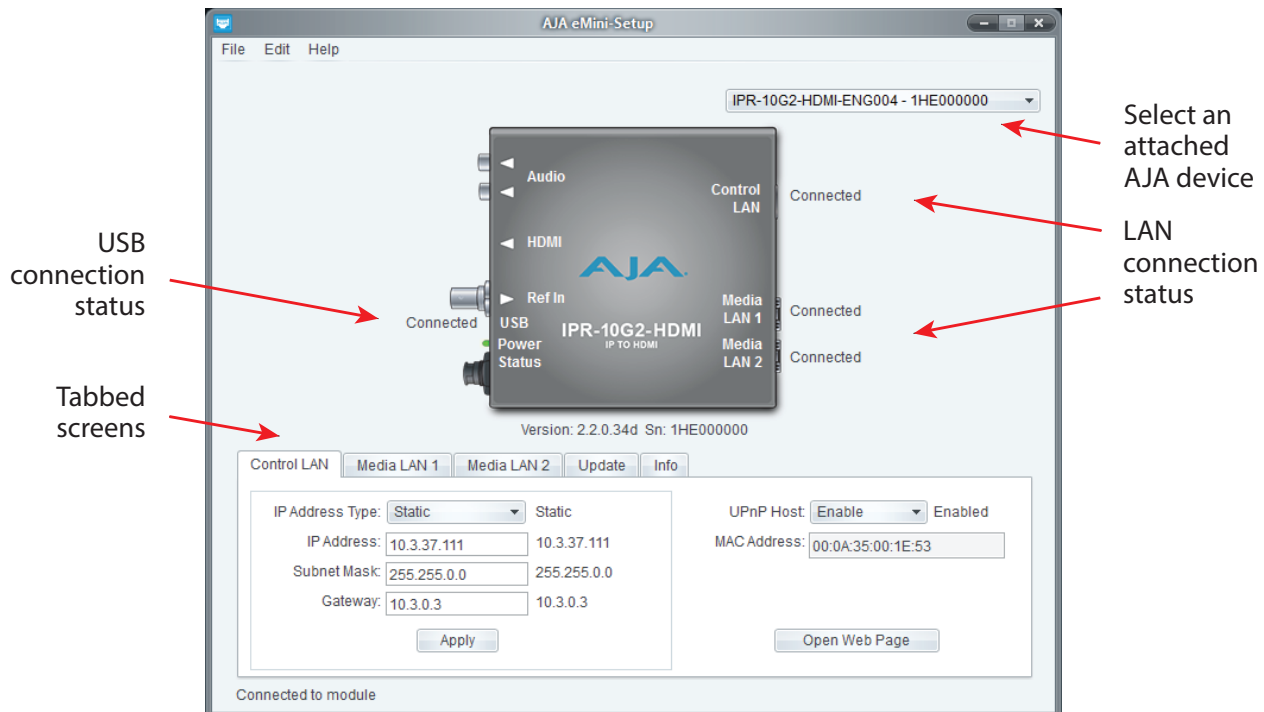 AJA eMini-Setup
File Edit Help
IPR-10G2-HDMI-ENG004 - 1HE000000
Select an
attached
AJA device
Audio
Control
LAN
Connected
HDMI
AJA
LAN
connection
status
USB
connection
status
Ref In
Connected
USB
Power
Status
IPR-10G2-HDMI
IP TO HDMI
Media
LAN 1
Connected
Media
LAN 2
Connected
Tabbed
screens
Version: 2.2.0.34d Sn: 1HE000000
Control LAN Media LAN 1 Media LAN 2 Update Info
IP Address Type: Static Static
IP Address: 10.3.37.111 10.3.37.111
Subnet Mask: 255.255.0.0 255.255.0.0
Gateway: 10.3.0.3 10.3.0.3
Apply
UPnP Host: Enable Enabled
MAC Address: 00:0A:35:00:1E:53
Open Web Page
Connected to module